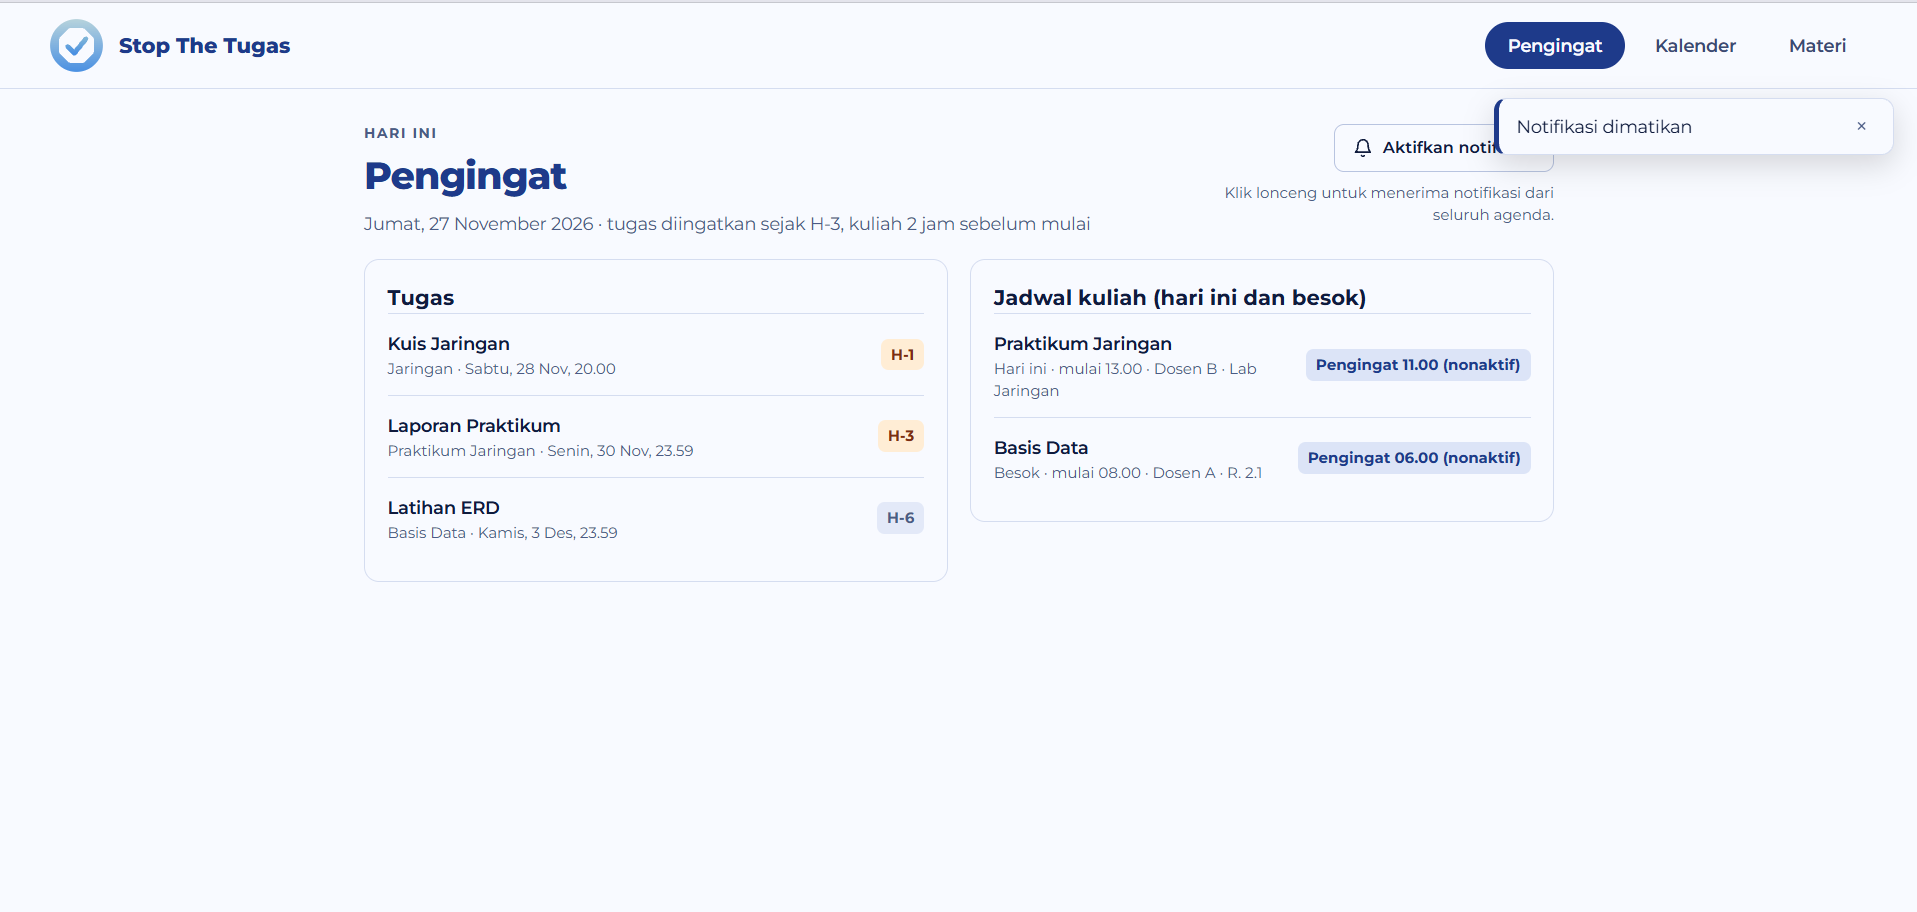 Stop The Tugas
Pengingat
Kalender
Materi
Notifikasi dimatikan
×
HARI INI
Pengingat
Jumat, 27 November 2026 · tugas diingatkan sejak H-3, kuliah 2 jam sebelum mulai
Aktifkan
Klik lonceng untuk menerima notifikasi dari
seluruh agenda.
Tugas
Kuis Jaringan
Jaringan · Sabtu, 28 Nov, 20.00
H-1
Laporan Praktikum
Praktikum Jaringan · Senin, 30 Nov, 23.59
H-3
Latihan ERD
Basis Data · Kamis, 3 Des, 23.59
H-6
Jadwal kuliah (hari ini dan besok)
Praktikum Jaringan
Hari ini · mulai 13.00 · Dosen B · Lab
Jaringan
Pengingat 11.00 (nonaktif)
Basis Data
Besok · mulai 08.00 · Dosen A · R. 2.1
Pengingat 06.00 (nonaktif)